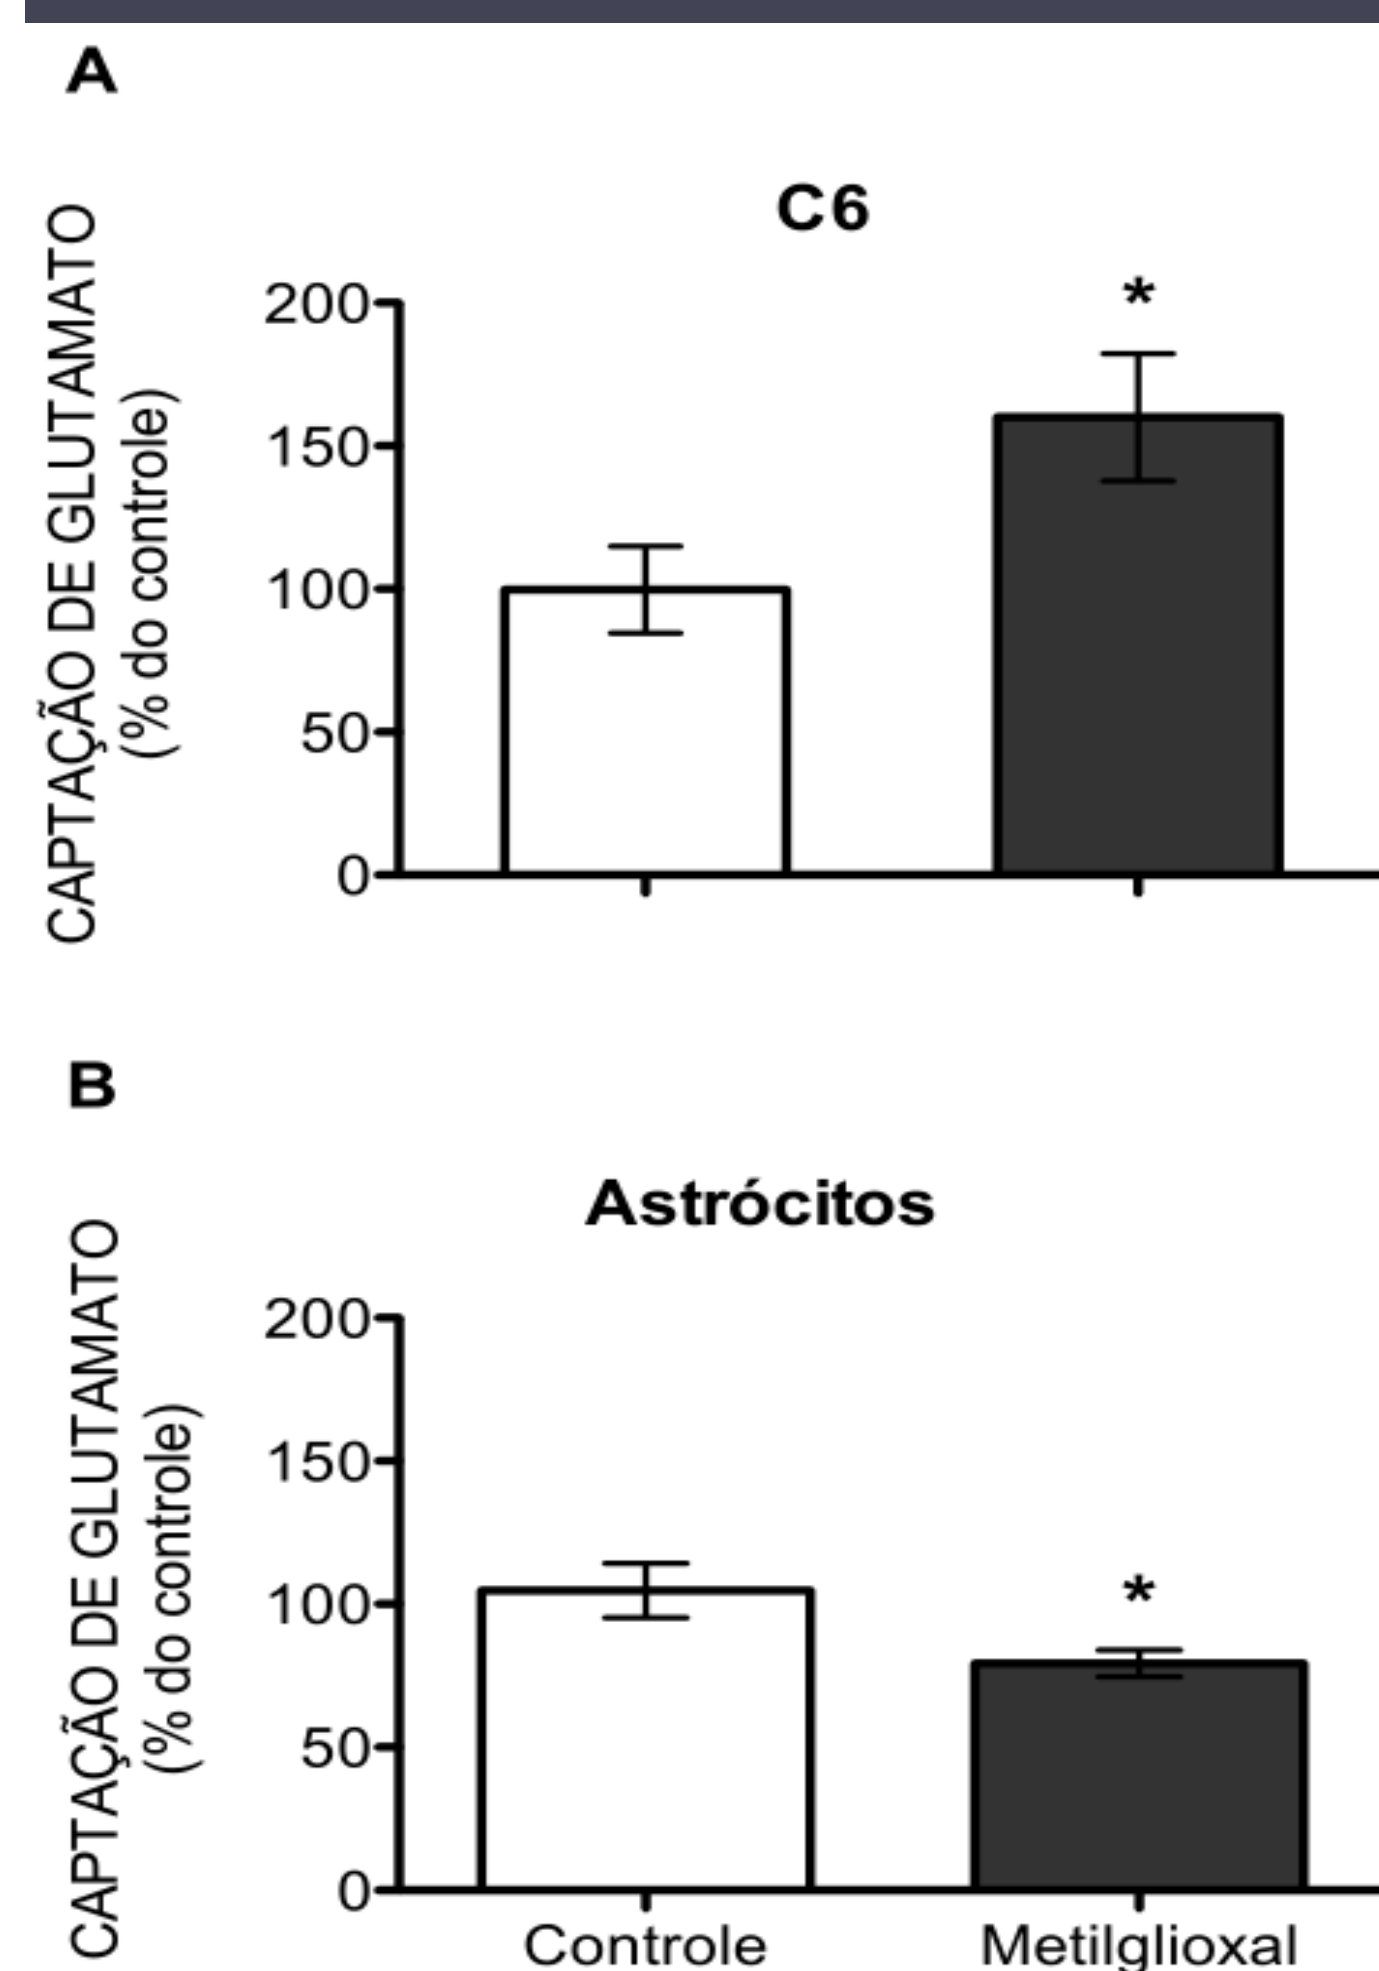 A
C6
CAPTAÇÃO DE GLUTAMATO
(% do controle)
200
*
150
100
50
0
B
Astrócitos
CAPTAÇÃO DE GLUTAMATO
(% do controle)
200
150
100
*
50
0
Controle Metilglioxal